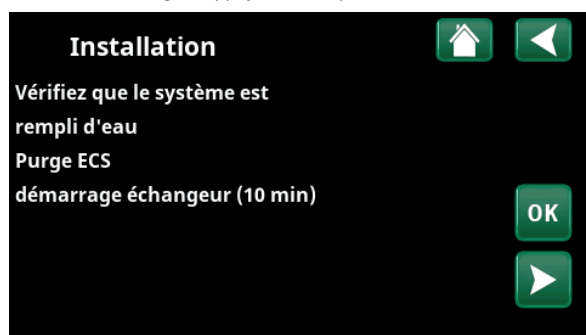 Installation
Vérifiez que le système est
rempli d'eau
Purge ECS
démarrage échangeur (10 min)
OK